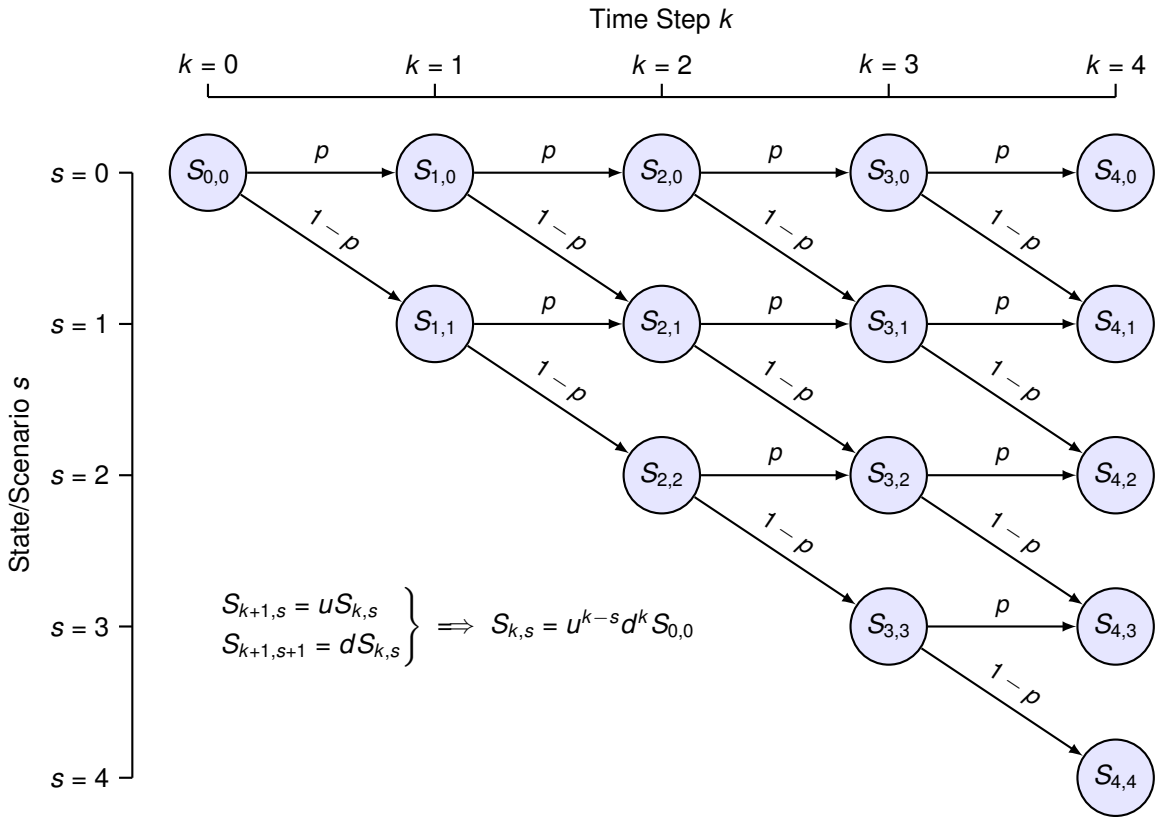 Time Step k
k = 0 k = 1 k = 2 k = 3 k = 4
s = 0 S0,0 p S1,0 p S2,0 p S3,0 p S4,0
1 − p 1 − p 1 − p 1 − p
s = 1 S1,1 p S2,1 p S3,1 p S4,1
1 − p 1 − p 1 − p
State/Scenario s
s = 2 S2,2 p S3,2 p S4,2
1 − p 1 − p
s = 3 S3,3 p S4,3
1 − p
s = 4 S4,4
Sk+1,s = uSk,s
Sk+1,s+1 = dSk,s } ⟹ Sk,s = u^{k−s}d^{k}S0,0